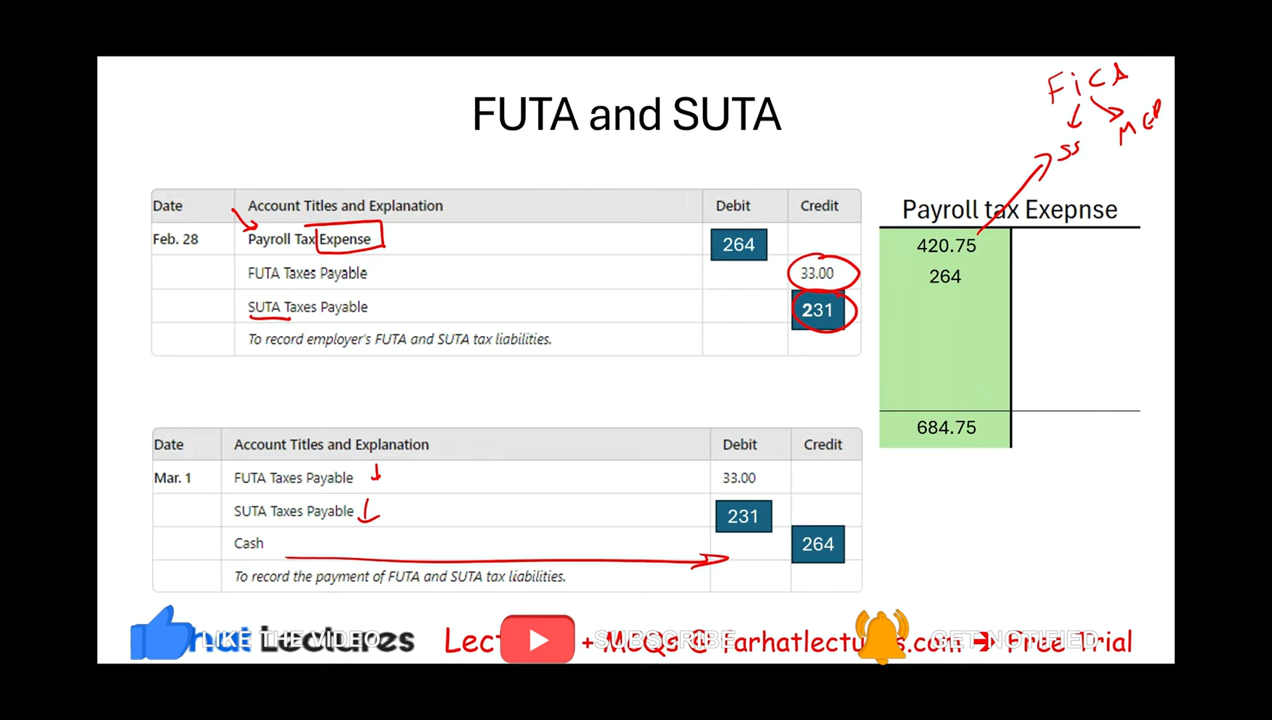 FICA
MED
SS
FUTA and SUTA
Date Account Titles and Explanation Debit Credit
Feb. 28 Payroll Tax Expense 264
FUTA Taxes Payable 33.00
SUTA Taxes Payable 231
To record employer's FUTA and SUTA tax liabilities.
Payroll tax Exepnse
420.75
264
684.75
Date Account Titles and Explanation Debit Credit
Mar. 1 FUTA Taxes Payable 33.00
SUTA Taxes Payable 231
Cash 264
To record the payment of FUTA and SUTA tax liabilities.
LIKE THE VIDEO SUBSCRIBE GET NOTIFIED
hat Lectures Lect + MCQs @ Farhatlectures.com → Free Trial